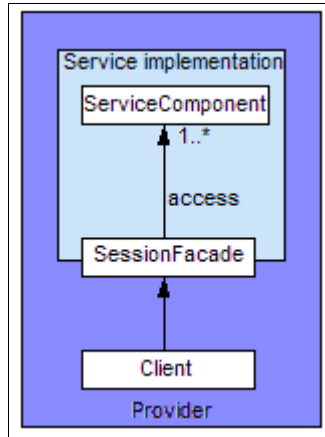 Service implementation
ServiceComponent
1..*
access
SessionFacade
Client
Provider